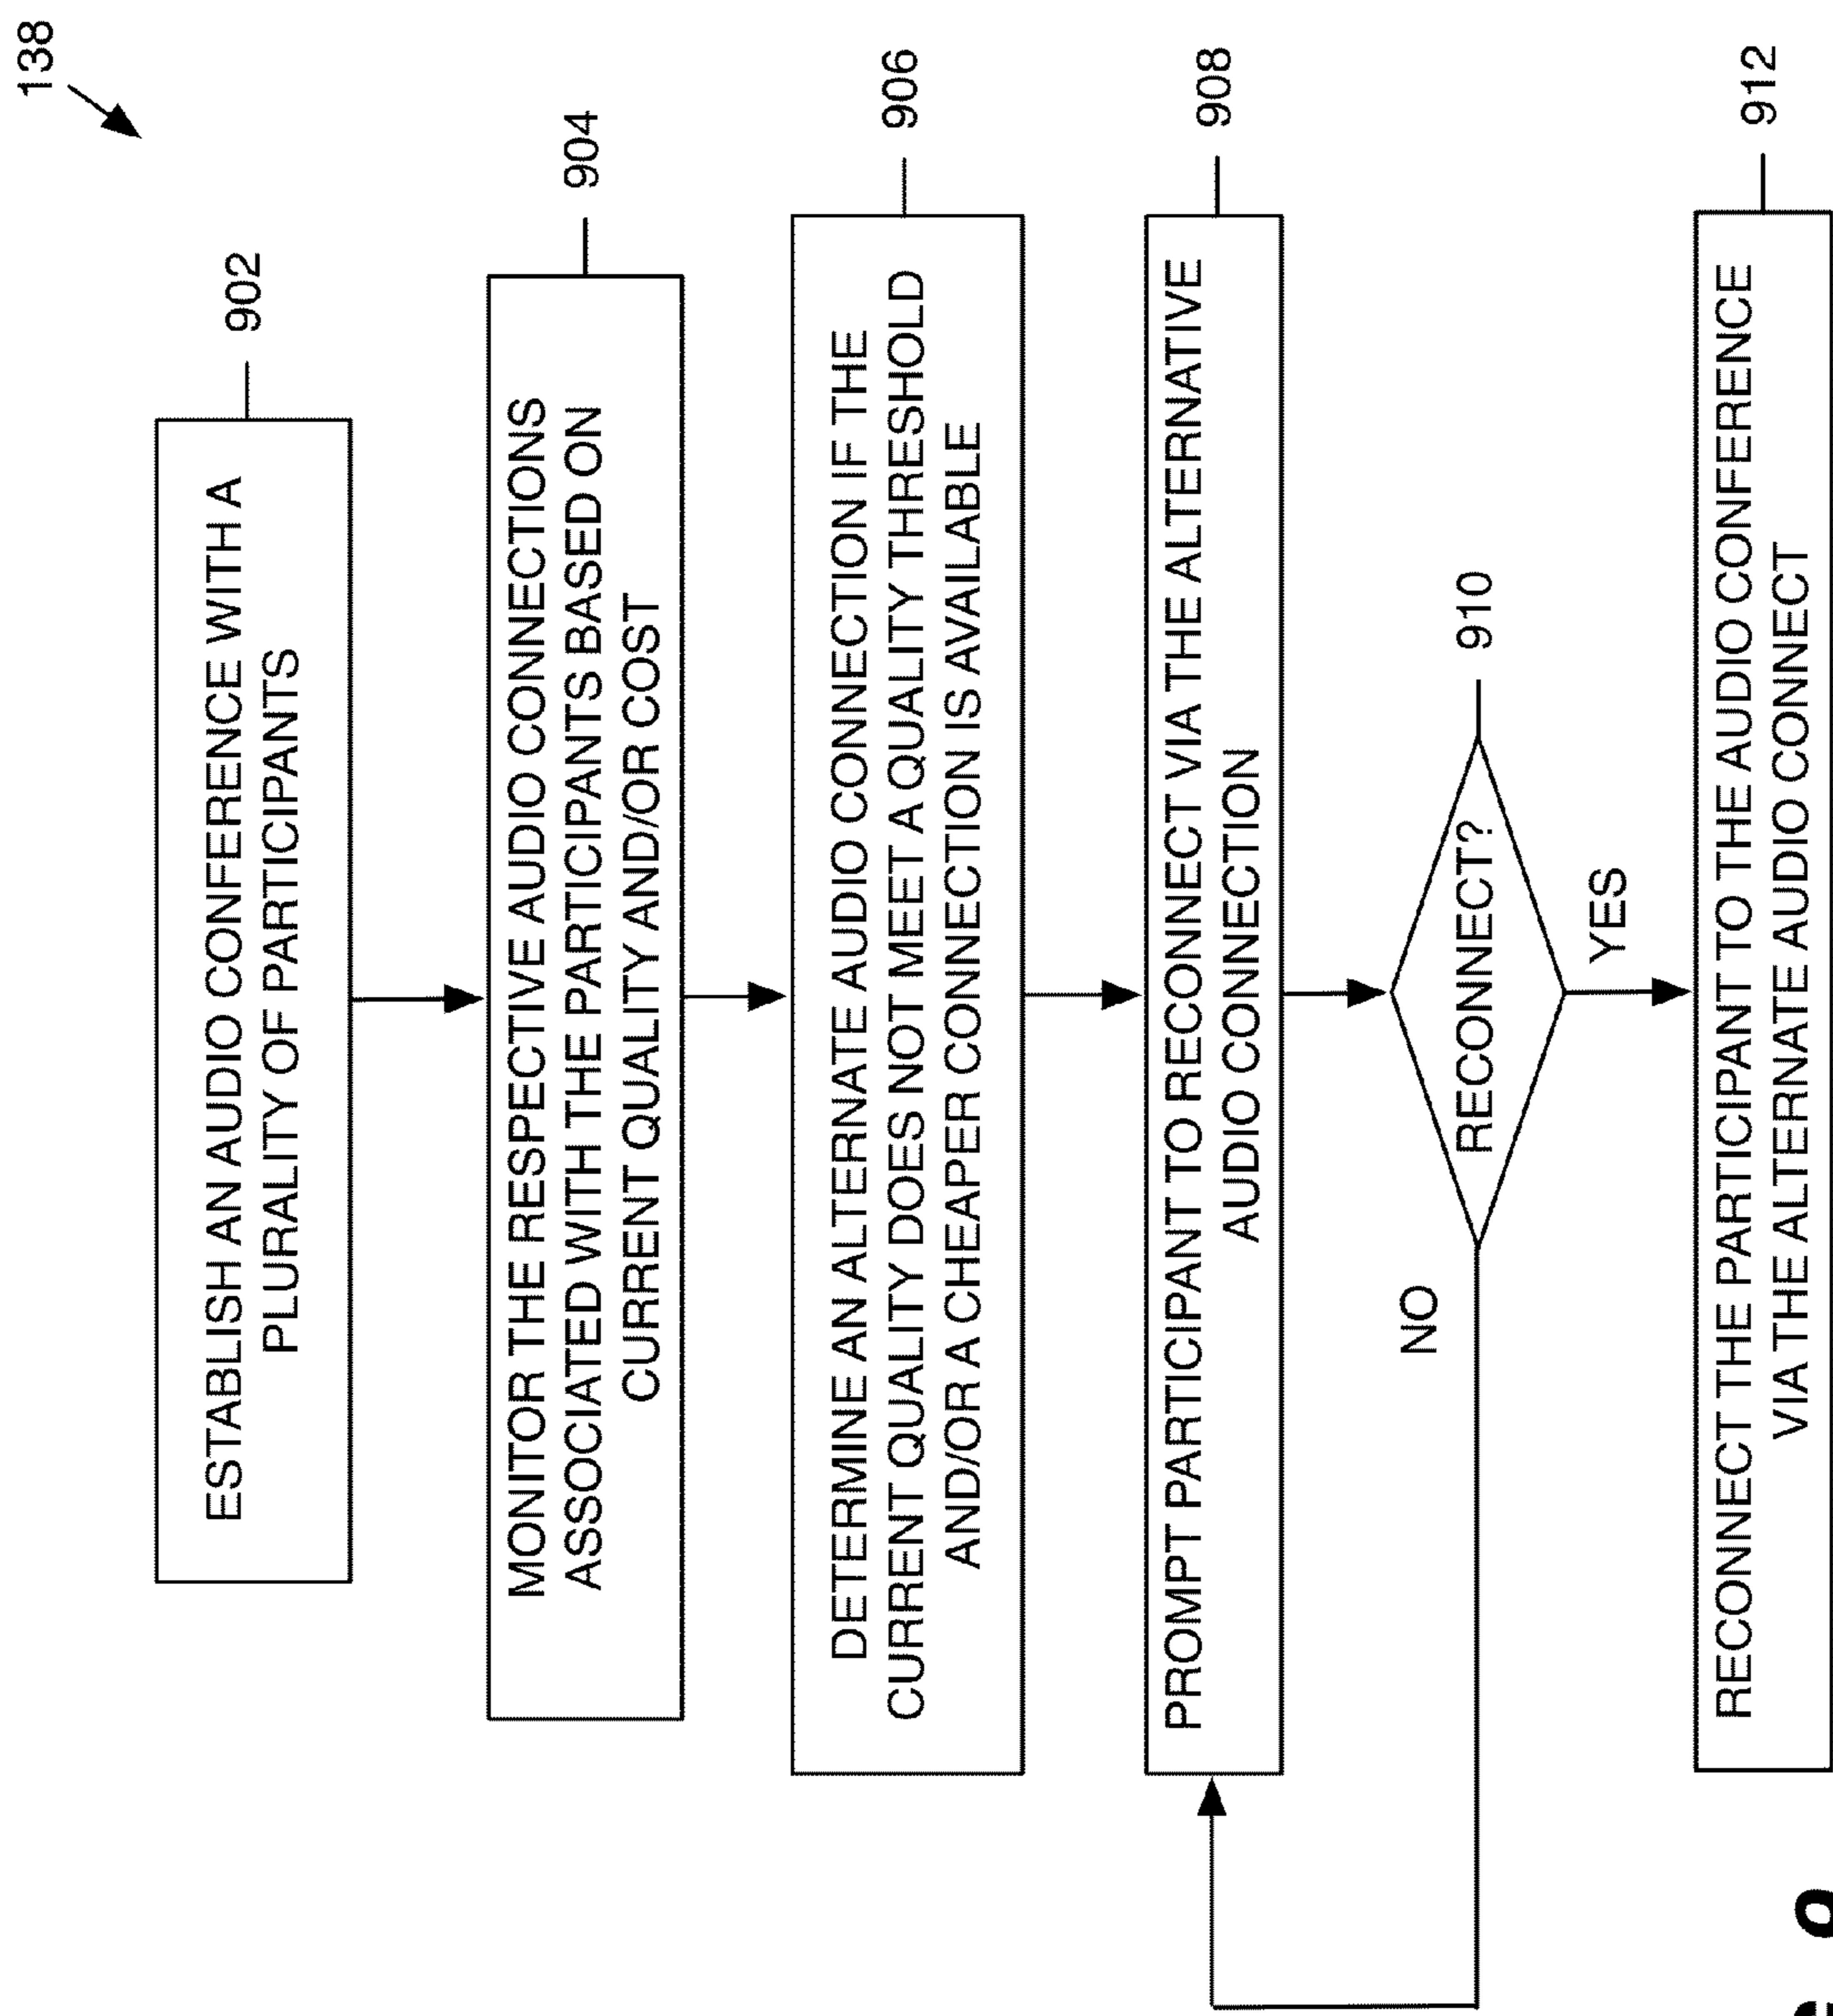 138
ESTABLISH AN AUDIO CONFERENCE WITH A
PLURALITY OF PARTICIPANTS
902
MONITOR THE RESPECTIVE AUDIO CONNECTIONS
ASSOCIATED WITH THE PARTICIPANTS BASED ON
CURRENT QUALITY AND/OR COST
904
DETERMINE AN ALTERNATE AUDIO CONNECTION IF THE
CURRENT QUALITY DOES NOT MEET A QUALITY THRESHOLD
AND/OR A CHEAPER CONNECTION IS AVAILABLE
906
PROMPT PARTICIPANT TO RECONNECT VIA THE ALTERNATIVE
AUDIO CONNECTION
908
NO
RECONNECT?
910
YES
RECONNECT THE PARTICIPANT TO THE AUDIO CONFERENCE
VIA THE ALTERNATE AUDIO CONNECT
912